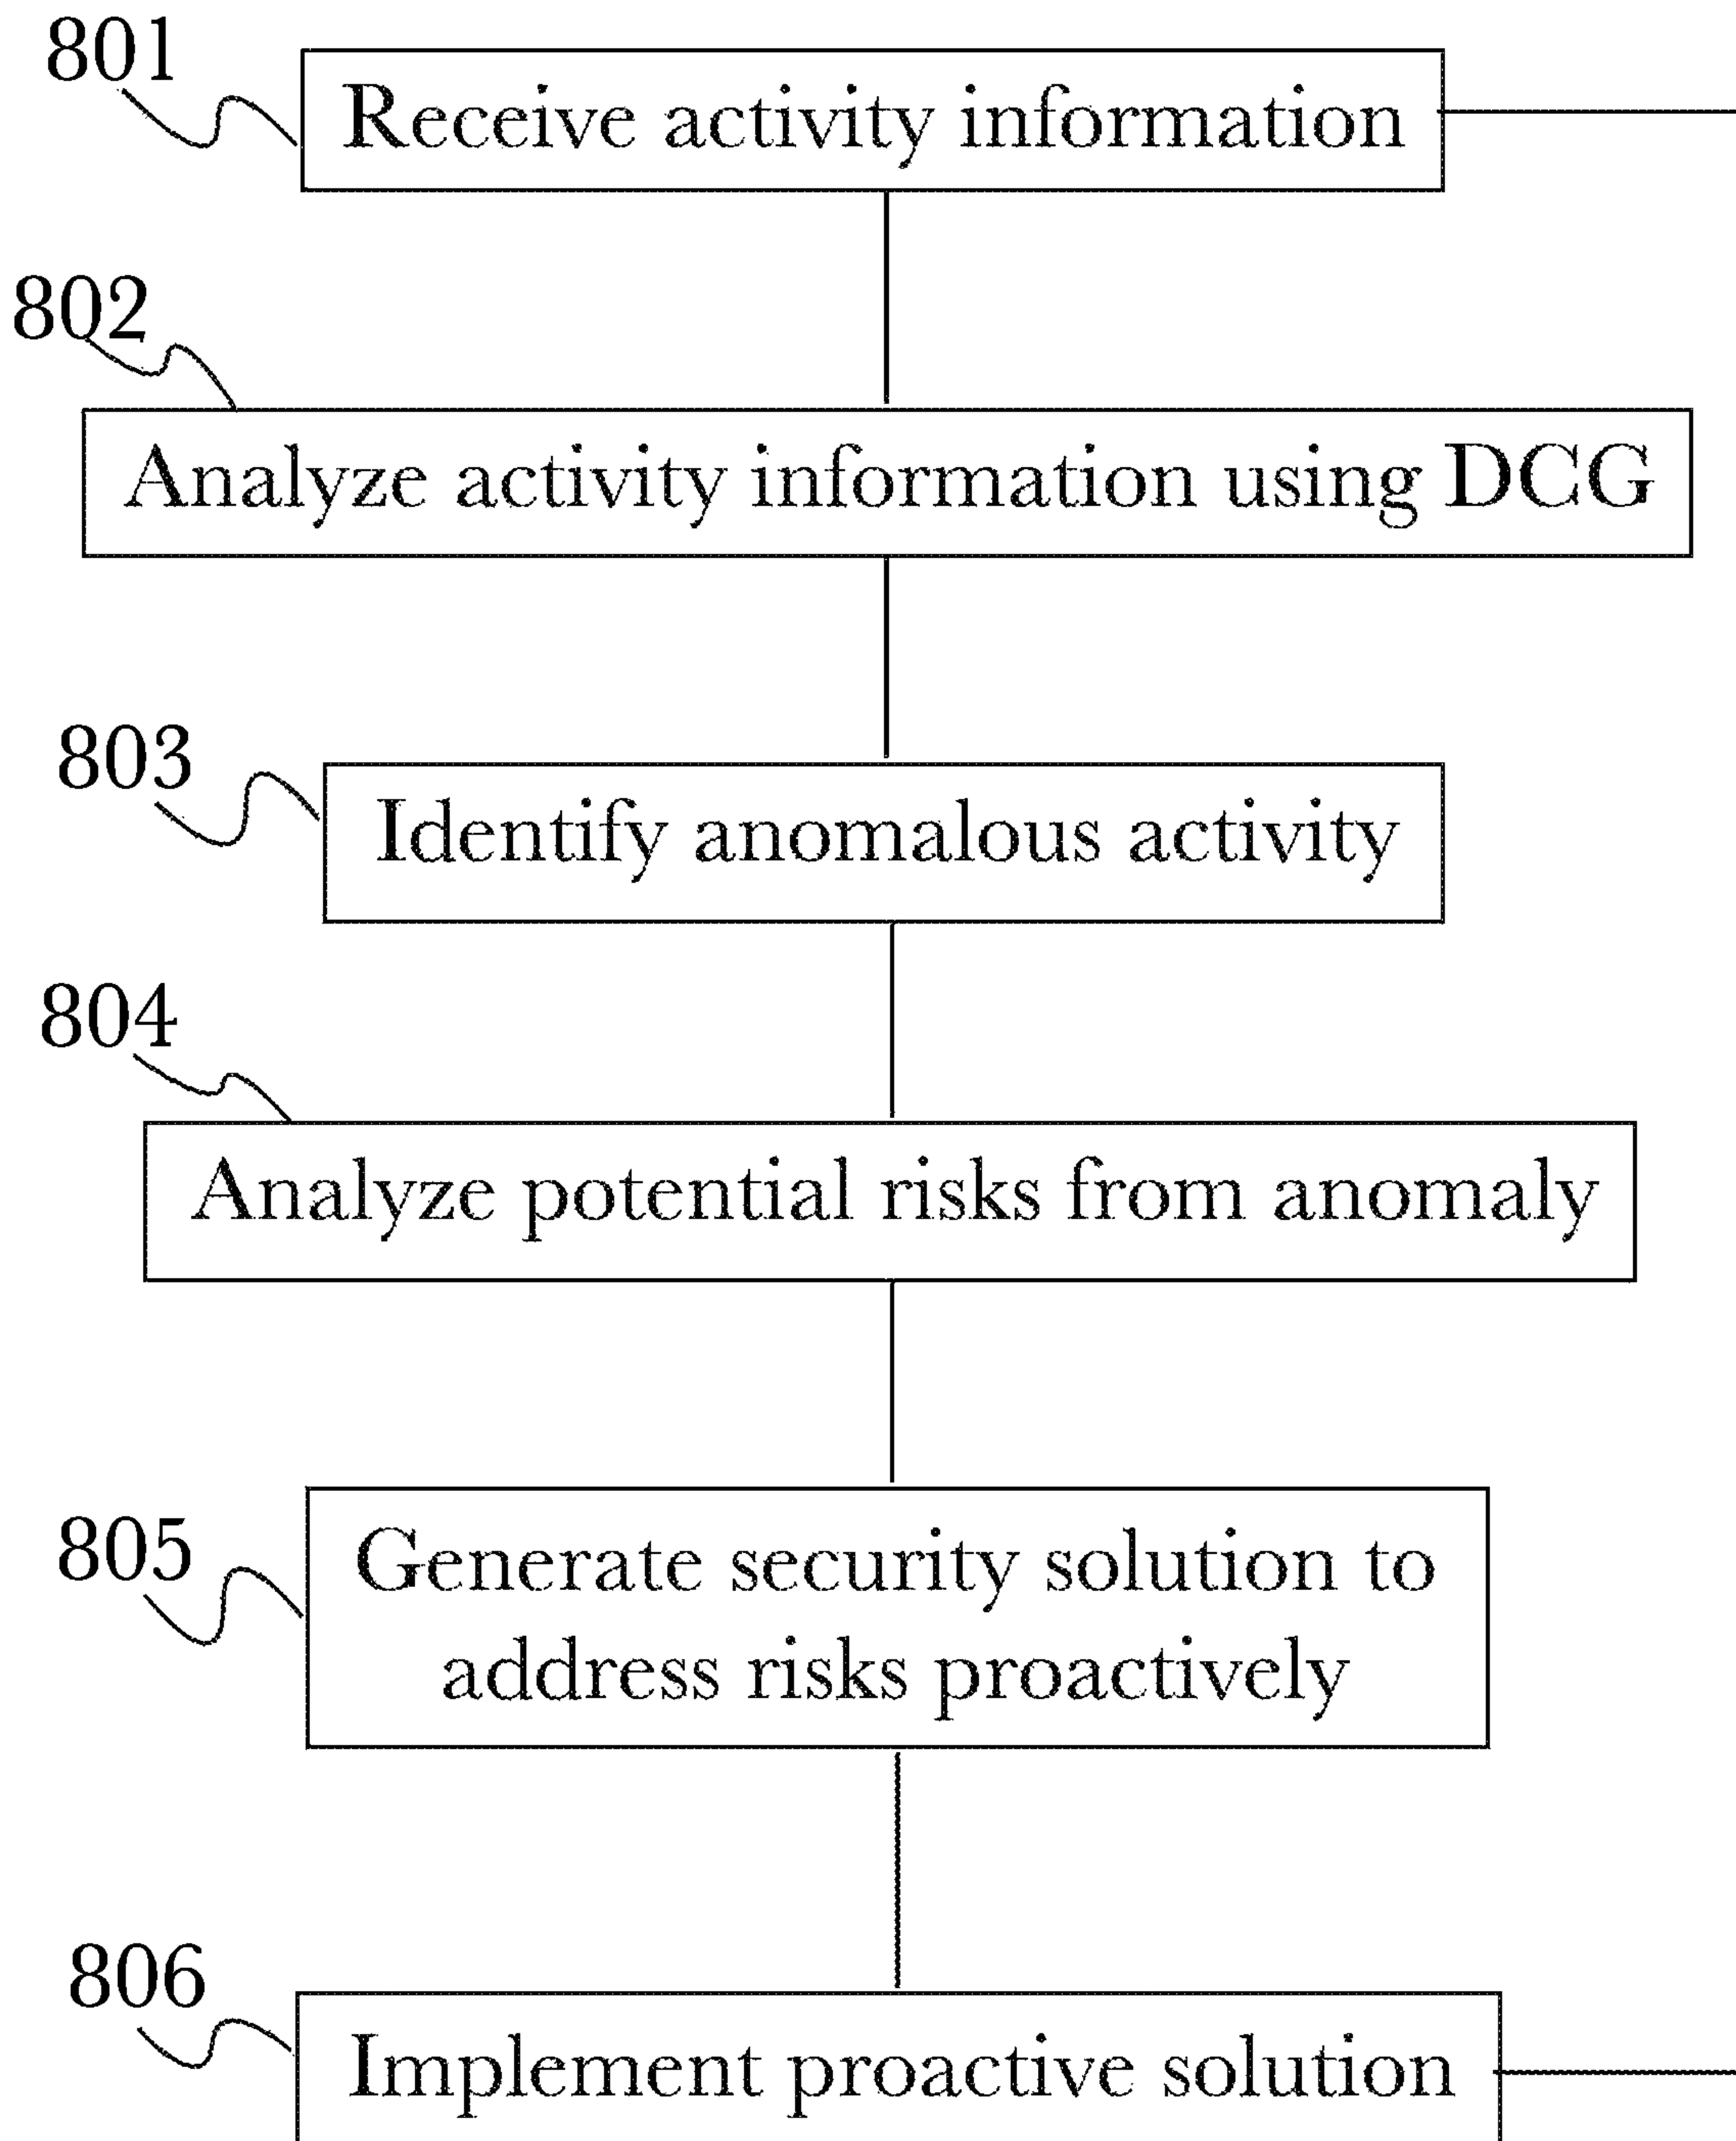 801
Receive activity information
802
Analyze activity information using DCG
803
Identify anomalous activity
804
Analyze potential risks from anomaly
805
Generate security solution to
address risks proactively
806
Implement proactive solution